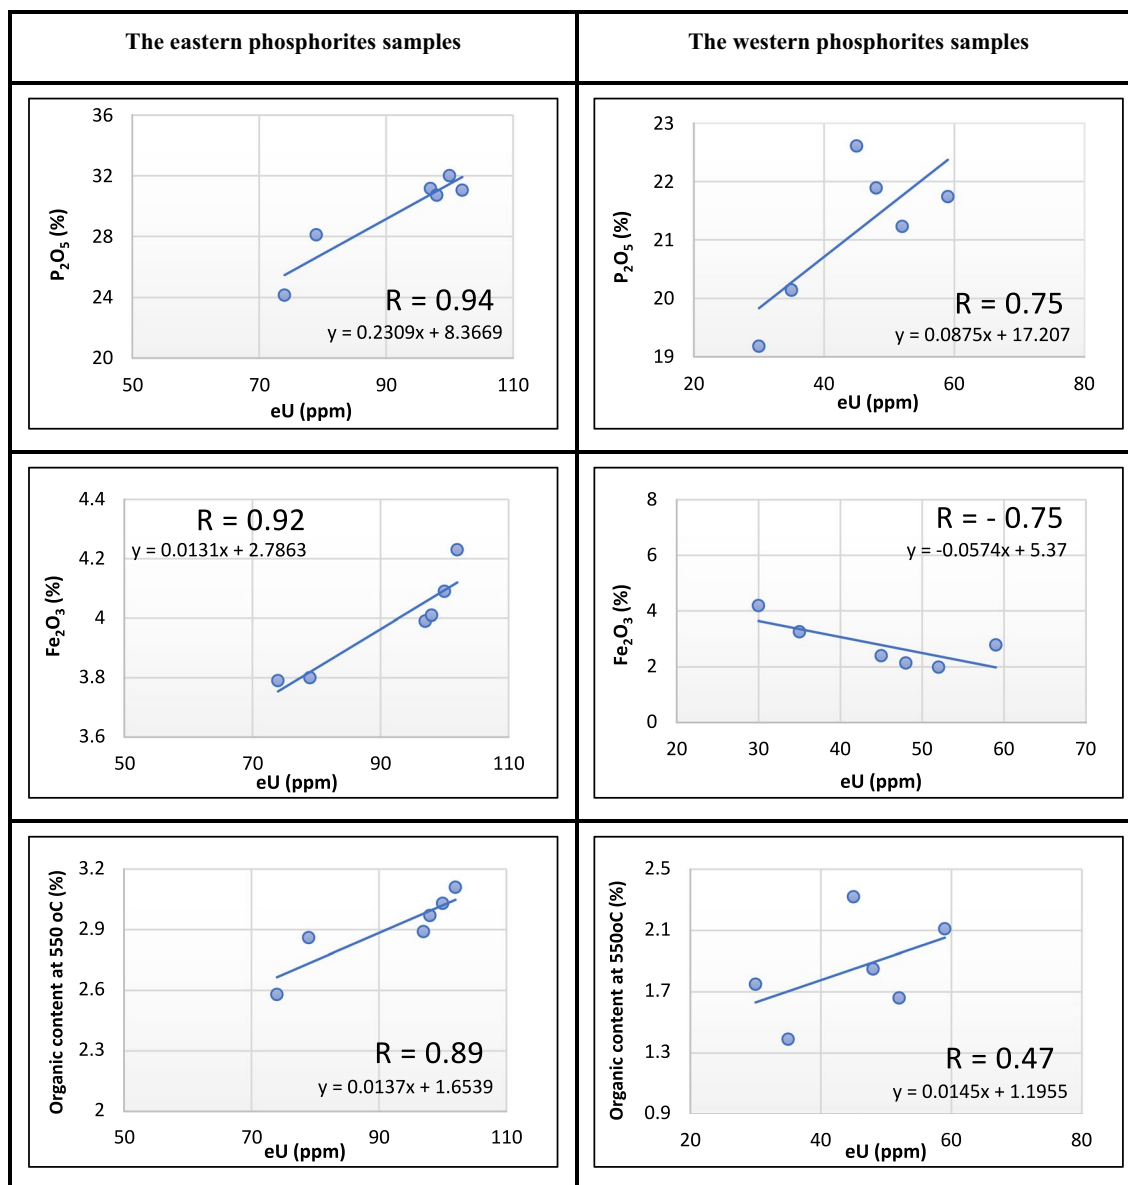 The eastern phosphorites samples
The western phosphorites samples
36
32
28
24
20
P₂O₅ (%)
R = 0.94
y = 0.2309x + 8.3669
50 70 90 110
eU (ppm)
23
22
21
20
19
P₂O₅ (%)
R = 0.75
y = 0.0875x + 17.207
20 40 60 80
eU (ppm)
4.4
4.2
4
3.8
3.6
Fe₂O₃ (%)
R = 0.92
y = 0.0131x + 2.7863
50 70 90 110
eU (ppm)
8
6
4
2
0
Fe₂O₃ (%)
R = - 0.75
y = -0.0574x + 5.37
20 30 40 50 60 70
eU (ppm)
3.2
2.9
2.6
2.3
2
Organic content at 550 oC (%)
R = 0.89
y = 0.0137x + 1.6539
50 70 90 110
eU (ppm)
2.5
2.1
1.7
1.3
0.9
Organic content at 550oC (%)
R = 0.47
y = 0.0145x + 1.1955
20 40 60 80
eU (ppm)